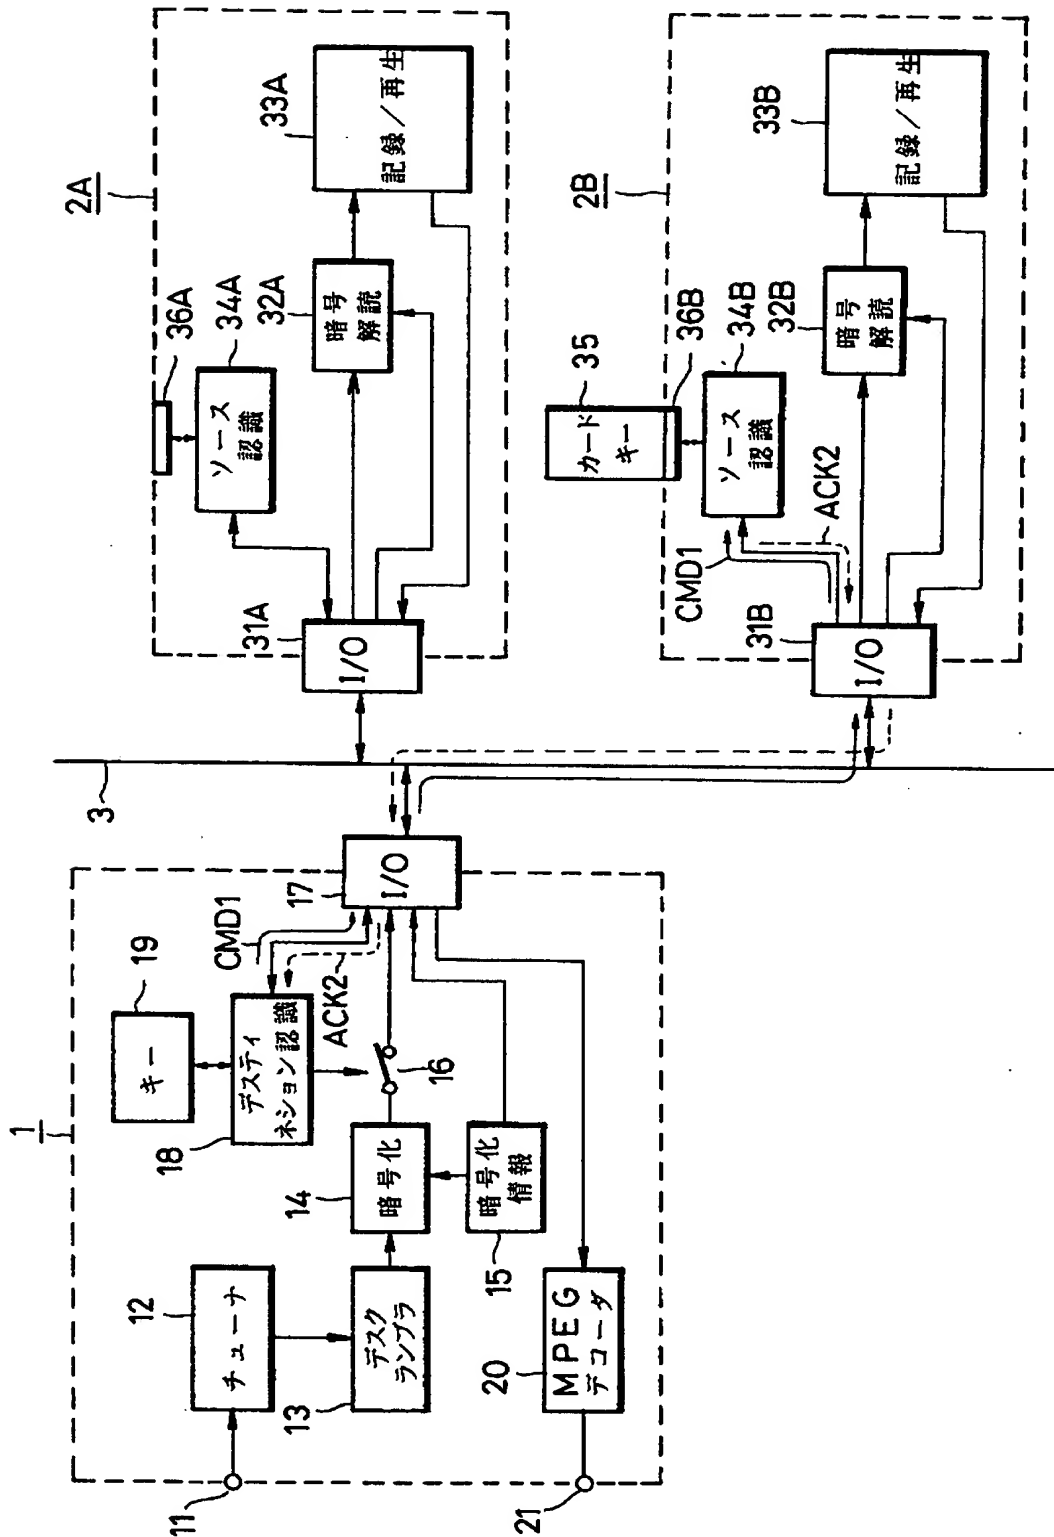 1
11
12
チューナ
13
デスク
ランブラ
14
暗号化
15
暗号化
情報
16
17
I/O
18
デスティ
ネション認識
19
キー
CMD1
ACK2
20
MPEG
デコーダ
21
3
2A
31A
I/O
32A
暗号
解読
33A
記録/再生
34A
ソース
認識
36A
2B
31B
I/O
32B
暗号
解読
33B
記録/再生
34B
ソース
認識
35
カード
キー
36B
CMD1
ACK2